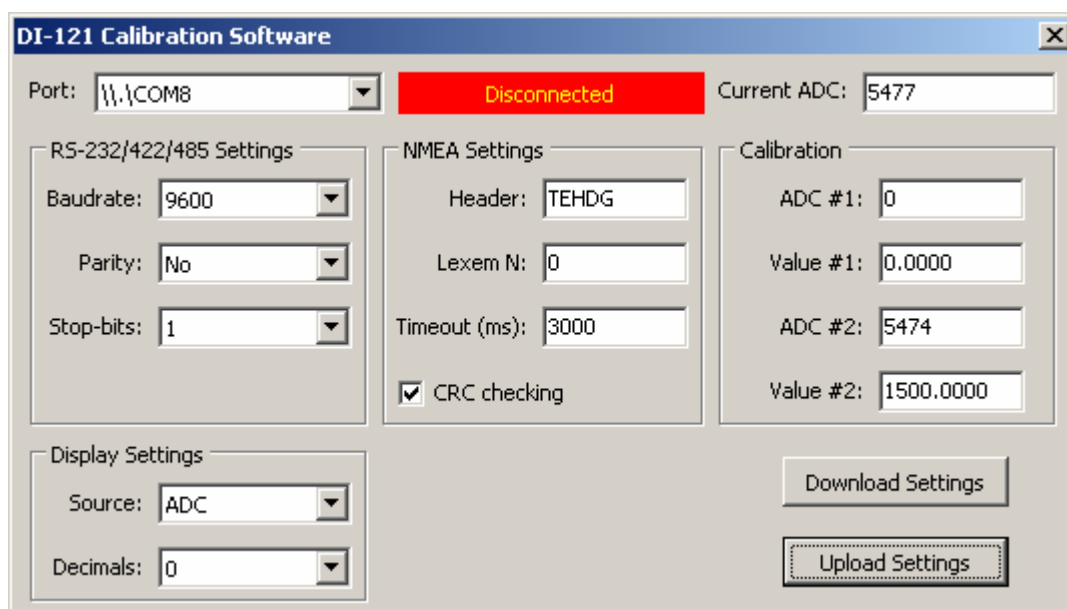 DI-121 Calibration Software
Port: \\.\COM8 Disconnected Current ADC: 5477
RS-232/422/485 Settings
Baudrate: 9600
Parity: No
Stop-bits: 1
NMEA Settings
Header: TEHDG
Lexem N: 0
Timeout (ms): 3000
CRC checking
Calibration
ADC #1: 0
Value #1: 0.0000
ADC #2: 5474
Value #2: 1500.0000
Display Settings
Source: ADC
Decimals: 0
Download Settings
Upload Settings